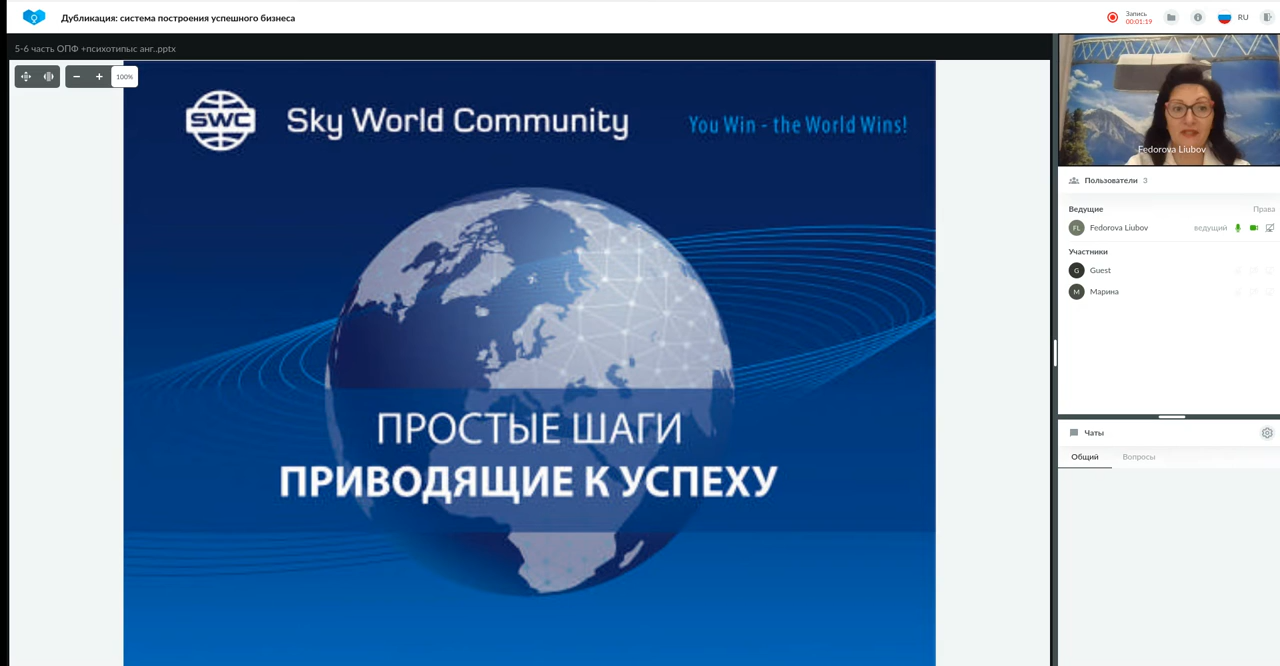 Дубликация: система построения успешного бизнеса
Запись
00:01:19
RU
5-6 часть ОПФ +психотипыс анг..pptx
100%
SWC
Sky World Community
You Win - the World Wins!
ПРОСТЫЕ ШАГИ
ПРИВОДЯЩИЕ К УСПЕХУ
Fedorova Liubov
Пользователи 3
Ведущие
Права
FL Fedorova Liubov ведущий
Участники
G Guest
М Марина
Чаты
Общий Вопросы